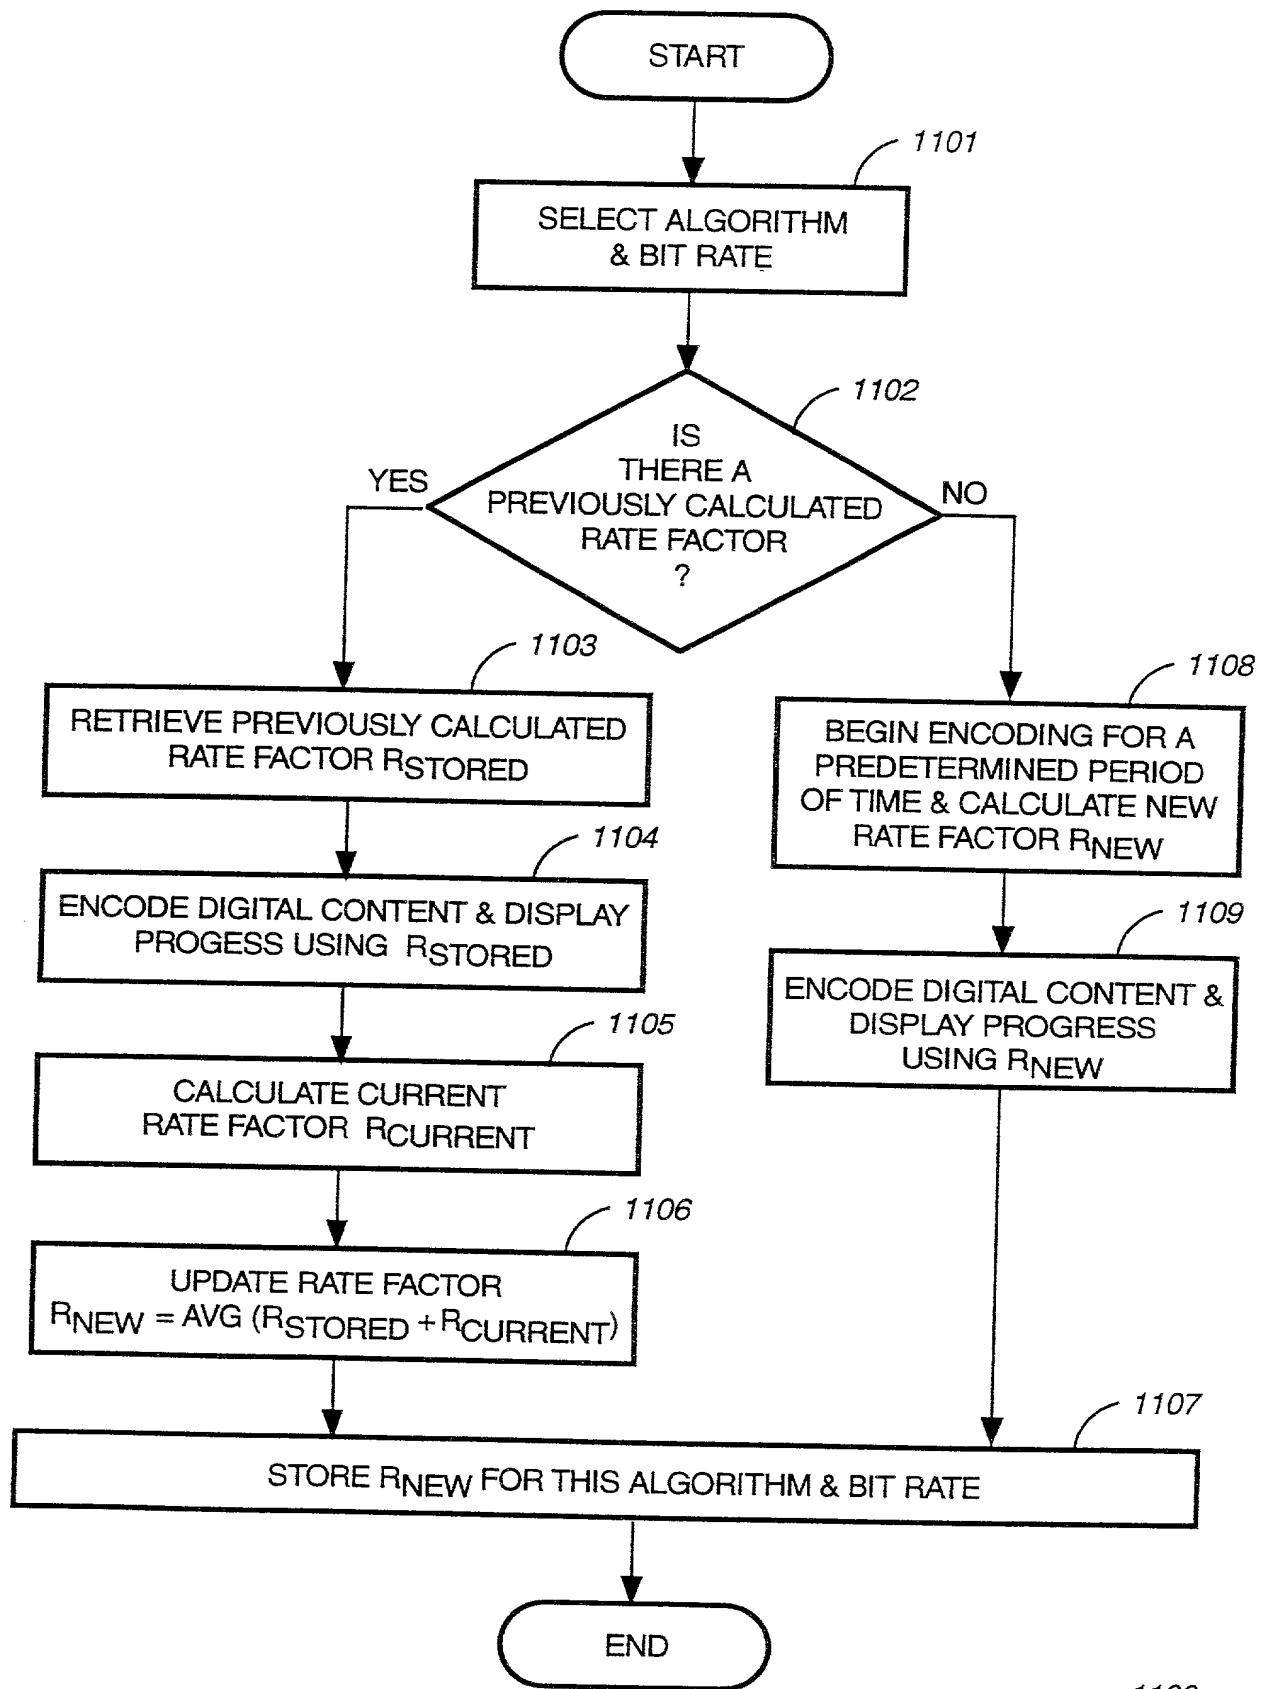 START
1101
SELECT ALGORITHM
& BIT RATE
1102
IS
THERE A
PREVIOUSLY CALCULATED
RATE FACTOR
?
YES
NO
1103
RETRIEVE PREVIOUSLY CALCULATED
RATE FACTOR RSTORED
1104
ENCODE DIGITAL CONTENT & DISPLAY
PROGESS USING RSTORED
1105
CALCULATE CURRENT
RATE FACTOR RCURRENT
1106
UPDATE RATE FACTOR
RNEW = AVG (RSTORED + RCURRENT)
1108
BEGIN ENCODING FOR A
PREDETERMINED PERIOD
OF TIME & CALCULATE NEW
RATE FACTOR RNEW
1109
ENCODE DIGITAL CONTENT &
DISPLAY PROGRESS
USING RNEW
1107
STORE RNEW FOR THIS ALGORITHM & BIT RATE
END